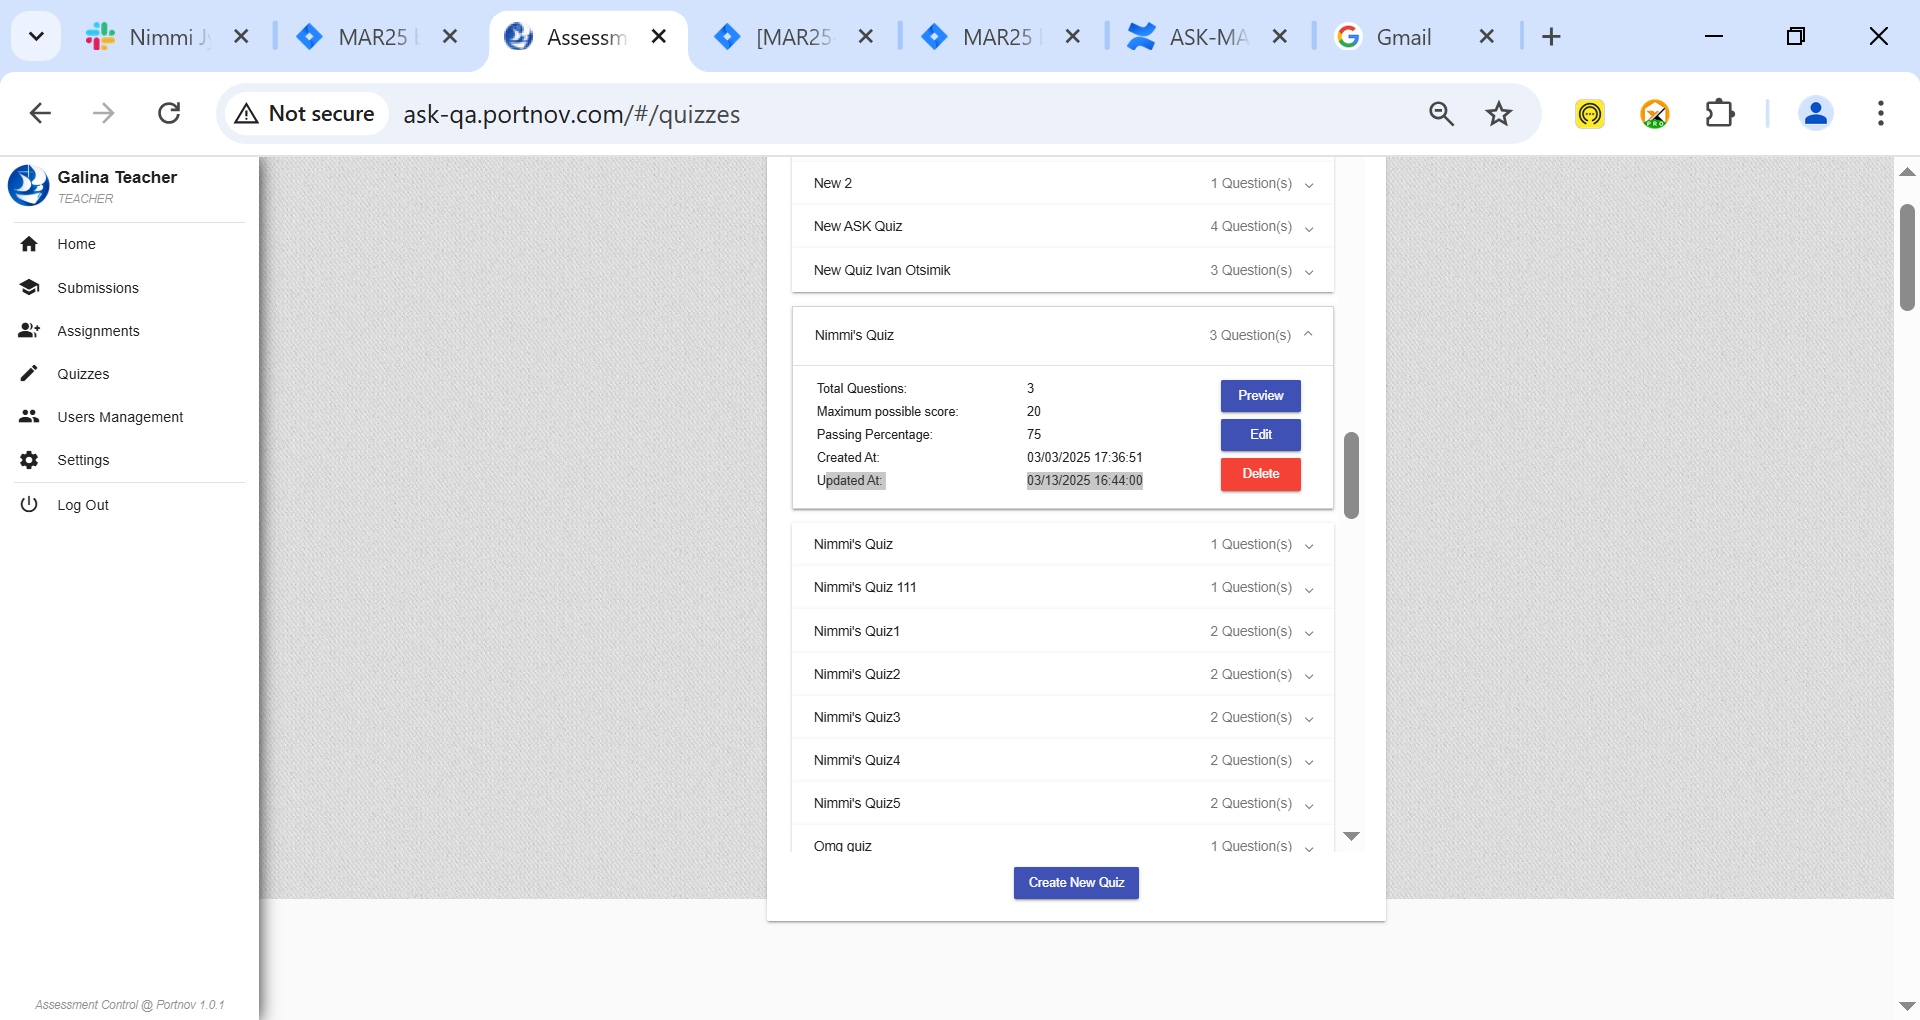 Nimmi Jy
MAR25
Assessm
[MAR25-
MAR25
ASK-MA
Gmail
Not secure
ask-qa.portnov.com/#/quizzes
Galina Teacher
TEACHER
Home
Submissions
Assignments
Quizzes
Users Management
Settings
Log Out
New 2 1 Question(s)
New ASK Quiz 4 Question(s)
New Quiz Ivan Otsimik 3 Question(s)
Nimmi's Quiz 3 Question(s)
Total Questions: 3
Maximum possible score: 20
Passing Percentage: 75
Created At: 03/03/2025 17:36:51
Updated At: 03/13/2025 16:44:00
Preview
Edit
Delete
Nimmi's Quiz 1 Question(s)
Nimmi's Quiz 111 1 Question(s)
Nimmi's Quiz1 2 Question(s)
Nimmi's Quiz2 2 Question(s)
Nimmi's Quiz3 2 Question(s)
Nimmi's Quiz4 2 Question(s)
Nimmi's Quiz5 2 Question(s)
Omg quiz 1 Question(s)
Create New Quiz
Assessment Control @ Portnov 1.0.1